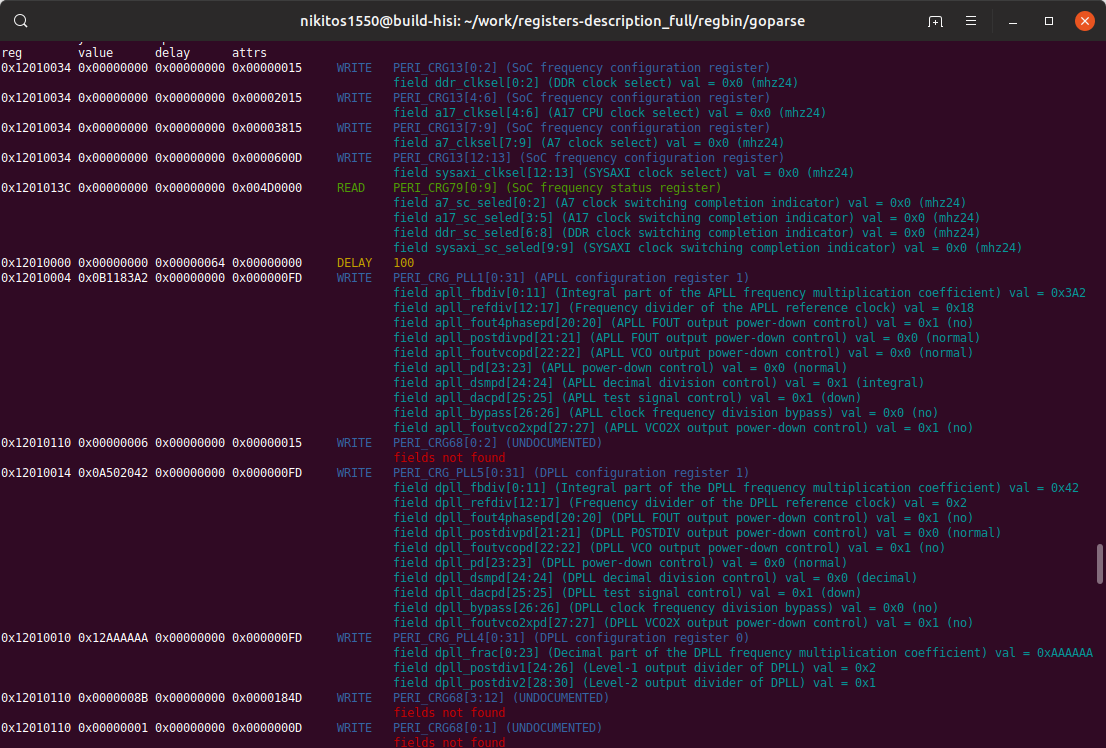 nikitos1550@build-hisi: ~/work/registers-description_full/regbin/goparse
reg value delay attrs
0x12010034 0x00000000 0x00000000 0x00000015 WRITE PERI_CRG13[0:2] (SoC frequency configuration register)
field ddr_clksel[0:2] (DDR clock select) val = 0x0 (mhz24)
0x12010034 0x00000000 0x00000000 0x00002015 WRITE PERI_CRG13[4:6] (SoC frequency configuration register)
field a17_clksel[4:6] (A17 CPU clock select) val = 0x0 (mhz24)
0x12010034 0x00000000 0x00000000 0x00003815 WRITE PERI_CRG13[7:9] (SoC frequency configuration register)
field a7_clksel[7:9] (A7 clock select) val = 0x0 (mhz24)
0x12010034 0x00000000 0x00000000 0x0000600D WRITE PERI_CRG13[12:13] (SoC frequency configuration register)
field sysaxi_clksel[12:13] (SYSAXI clock select) val = 0x0 (mhz24)
0x1201013C 0x00000000 0x00000000 0x004D0000 READ PERI_CRG79[0:9] (SoC frequency status register)
field a7_sc_seled[0:2] (A7 clock switching completion indicator) val = 0x0 (mhz24)
field a17_sc_seled[3:5] (A17 clock switching completion indicator) val = 0x0 (mhz24)
field ddr_sc_seled[6:8] (DDR clock switching completion indicator) val = 0x0 (mhz24)
field sysaxi_sc_seled[9:9] (SYSAXI clock switching completion indicator) val = 0x0 (mhz24)
0x12010000 0x00000000 0x00000064 0x00000000 DELAY 100
0x12010004 0x0B1183A2 0x00000000 0x000000FD WRITE PERI_CRG_PLL1[0:31] (APLL configuration register 1)
field apll_fbdiv[0:11] (Integral part of the APLL frequency multiplication coefficient) val = 0x3A2
field apll_refdiv[12:17] (Frequency divider of the APLL reference clock) val = 0x18
field apll_fout4phasepd[20:20] (APLL FOUT output power-down control) val = 0x1 (no)
field apll_postdivpd[21:21] (APLL FOUT output power-down control) val = 0x0 (normal)
field apll_foutvcopd[22:22] (APLL VCO output power-down control) val = 0x0 (normal)
field apll_pd[23:23] (APLL power-down control) val = 0x0 (normal)
field apll_dsmpd[24:24] (APLL decimal division control) val = 0x1 (integral)
field apll_dacpd[25:25] (APLL test signal control) val = 0x1 (down)
field apll_bypass[26:26] (APLL clock frequency division bypass) val = 0x0 (no)
field apll_foutvco2xpd[27:27] (APLL VCO2X output power-down control) val = 0x1 (no)
0x12010110 0x00000006 0x00000000 0x00000015 WRITE PERI_CRG68[0:2] (UNDOCUMENTED)
fields not found
0x12010014 0x0A502042 0x00000000 0x000000FD WRITE PERI_CRG_PLL5[0:31] (DPLL configuration register 1)
field dpll_fbdiv[0:11] (Integral part of the DPLL frequency multiplication coefficient) val = 0x42
field dpll_refdiv[12:17] (Frequency divider of the DPLL reference clock) val = 0x2
field dpll_fout4phasepd[20:20] (DPLL FOUT output power-down control) val = 0x1 (no)
field dpll_postdivpd[21:21] (DPLL POSTDIV output power-down control) val = 0x0 (normal)
field dpll_foutvcopd[22:22] (DPLL VCO output power-down control) val = 0x1 (no)
field dpll_pd[23:23] (DPLL power-down control) val = 0x0 (normal)
field dpll_dsmpd[24:24] (DPLL decimal division control) val = 0x0 (decimal)
field dpll_dacpd[25:25] (DPLL test signal control) val = 0x1 (down)
field dpll_bypass[26:26] (DPLL clock frequency division bypass) val = 0x0 (no)
field dpll_foutvco2xpd[27:27] (DPLL VCO2X output power-down control) val = 0x1 (no)
0x12010010 0x12AAAAAA 0x00000000 0x000000FD WRITE PERI_CRG_PLL4[0:31] (DPLL configuration register 0)
field dpll_frac[0:23] (Decimal part of the DPLL frequency multiplication coefficient) val = 0xAAAAAA
field dpll_postdiv1[24:26] (Level-1 output divider of DPLL) val = 0x2
field dpll_postdiv2[28:30] (Level-2 output divider of DPLL) val = 0x1
0x12010110 0x0000008B 0x00000000 0x0000184D WRITE PERI_CRG68[3:12] (UNDOCUMENTED)
fields not found
0x12010110 0x00000001 0x00000000 0x0000000D WRITE PERI_CRG68[0:1] (UNDOCUMENTED)
fields not found